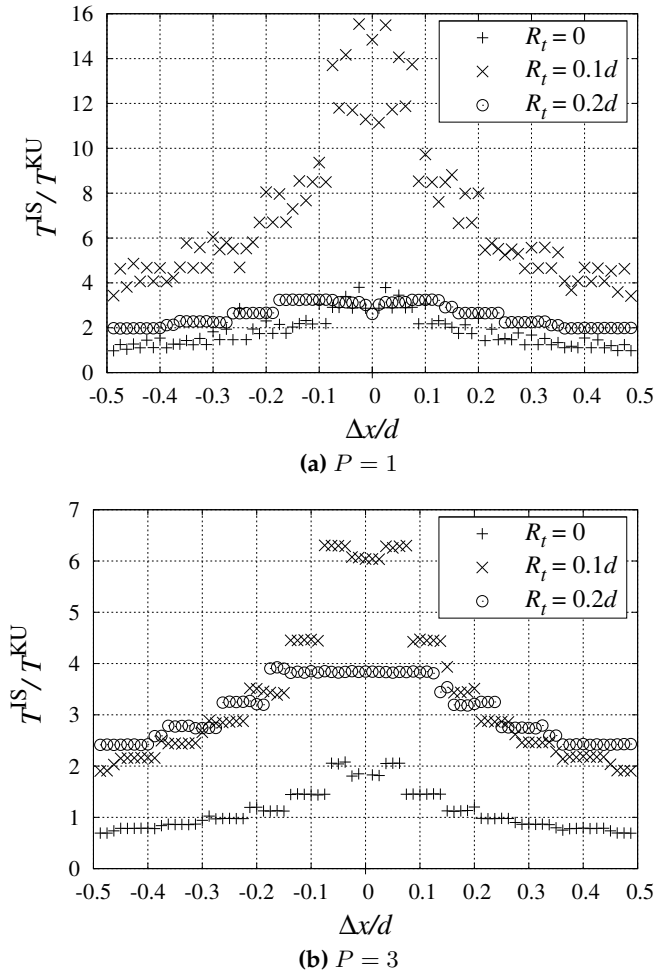 16
14
12
10
8
6
4
2
0
T^IS / T^KU
R_t = 0
R_t = 0.1d
R_t = 0.2d
-0.5 -0.4 -0.3 -0.2 -0.1 0 0.1 0.2 0.3 0.4 0.5
Δx/d
(a) P = 1
7
6
5
4
3
2
1
0
T^IS / T^KU
R_t = 0
R_t = 0.1d
R_t = 0.2d
-0.5 -0.4 -0.3 -0.2 -0.1 0 0.1 0.2 0.3 0.4 0.5
Δx/d
(b) P = 3